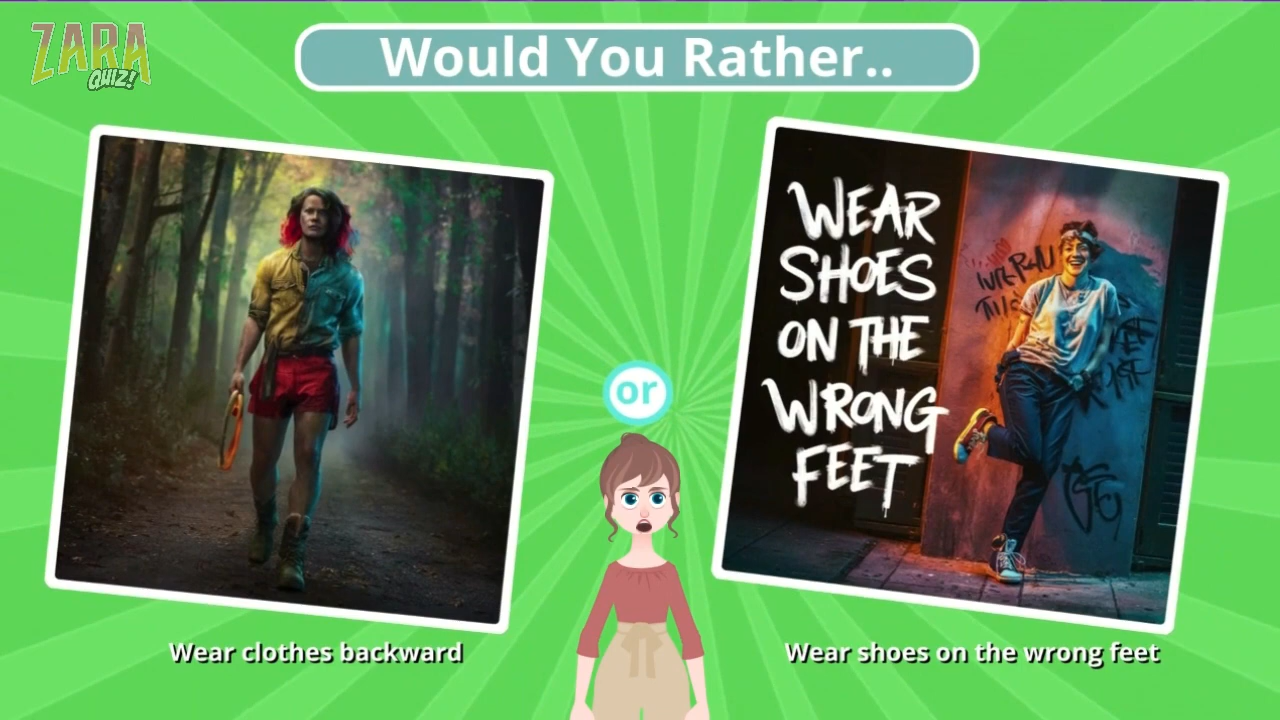 ZARA
QUIZ!
Would You Rather..
WEAR
SHOES
ON THE
WRONG
FEET
or
Wear clothes backward
Wear shoes on the wrong feet